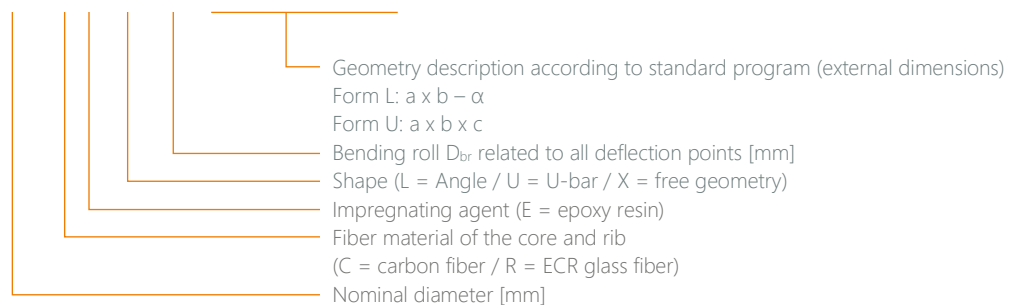 Geometry description according to standard program (external dimensions)
Form L: a x b – α
Form U: a x b x c
Bending roll Dbr related to all deflection points [mm]
Shape (L = Angle / U = U-bar / X = free geometry)
Impregnating agent (E = epoxy resin)
Fiber material of the core and rib
(C = carbon fiber / R = ECR glass fiber)
Nominal diameter [mm]